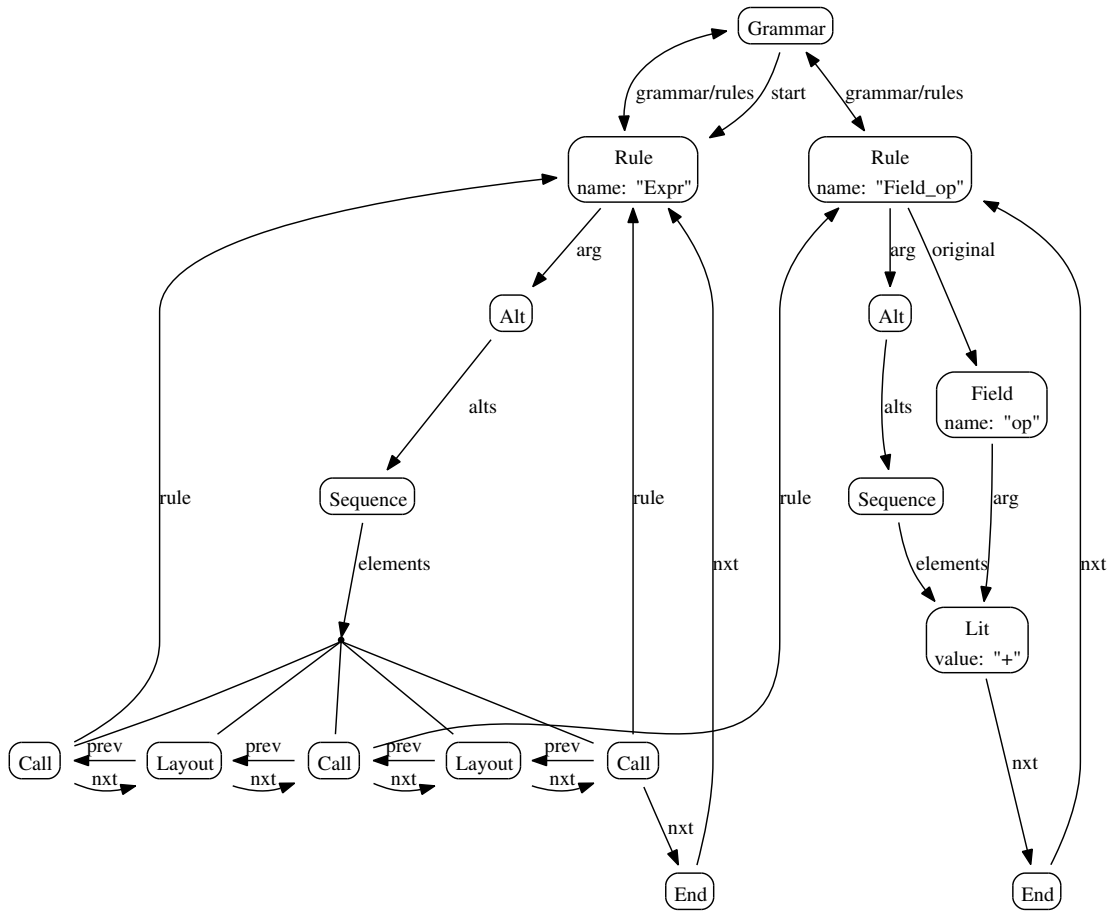 Grammar
grammar/rules
start
grammar/rules
Rule
name: "Expr"
Rule
name: "Field_op"
arg
arg
original
Alt
Alt
Field
name: "op"
alts
alts
rule
Sequence
rule
rule
Sequence
arg
elements
nxt
elements
nxt
Lit
value: "+"
prev
prev
prev
prev
Call
Layout
Call
Layout
Call
nxt
nxt
nxt
nxt
nxt
nxt
End
End